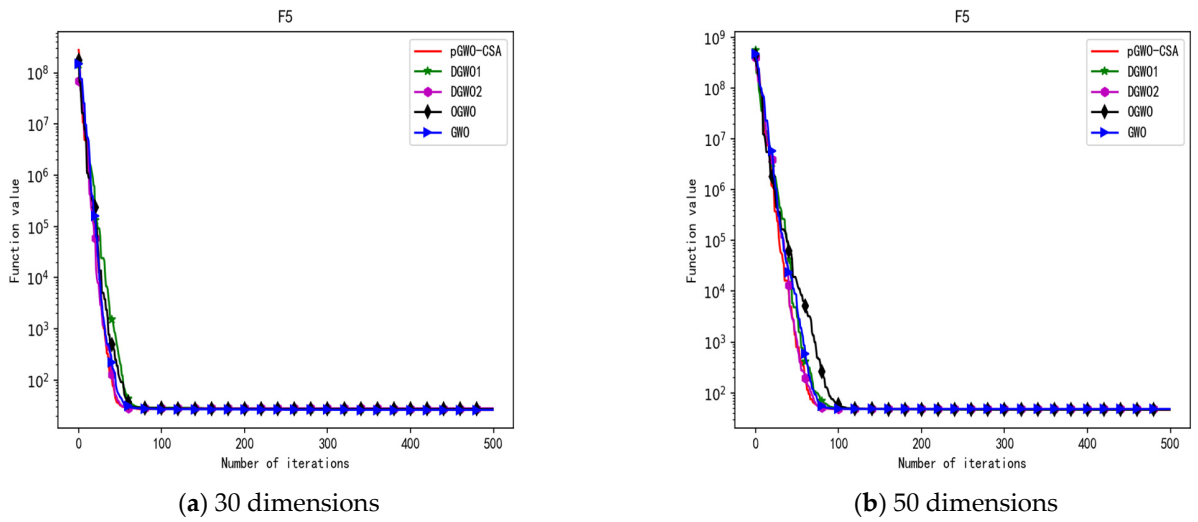 F5
Function value
10^8
10^7
10^6
10^5
10^4
10^3
10^2
pGWO-CSA
DGWO1
DGWO2
OGWO
GWO
0 100 200 300 400 500
Number of iterations
(a) 30 dimensions
F5
Function value
10^9
10^8
10^7
10^6
10^5
10^4
10^3
10^2
pGWO-CSA
DGWO1
DGWO2
OGWO
GWO
0 100 200 300 400 500
Number of iterations
(b) 50 dimensions